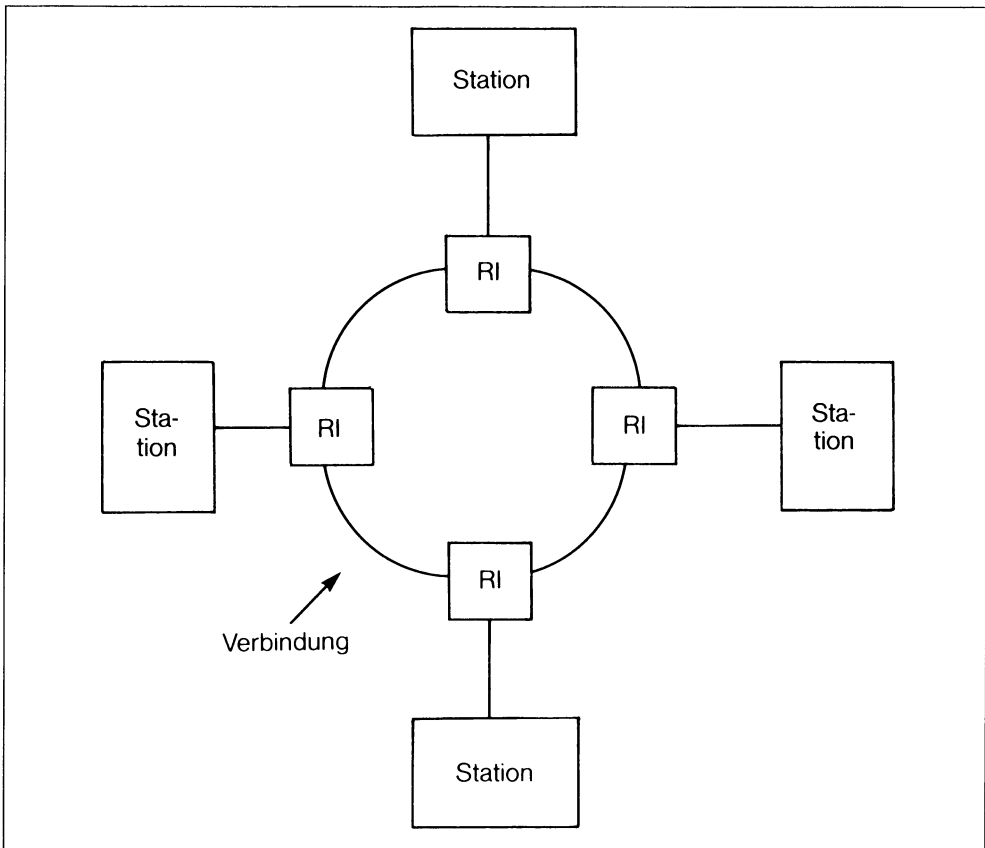 Station
RI
Sta-
tion
RI
RI
Sta-
tion
RI
Verbindung
Station